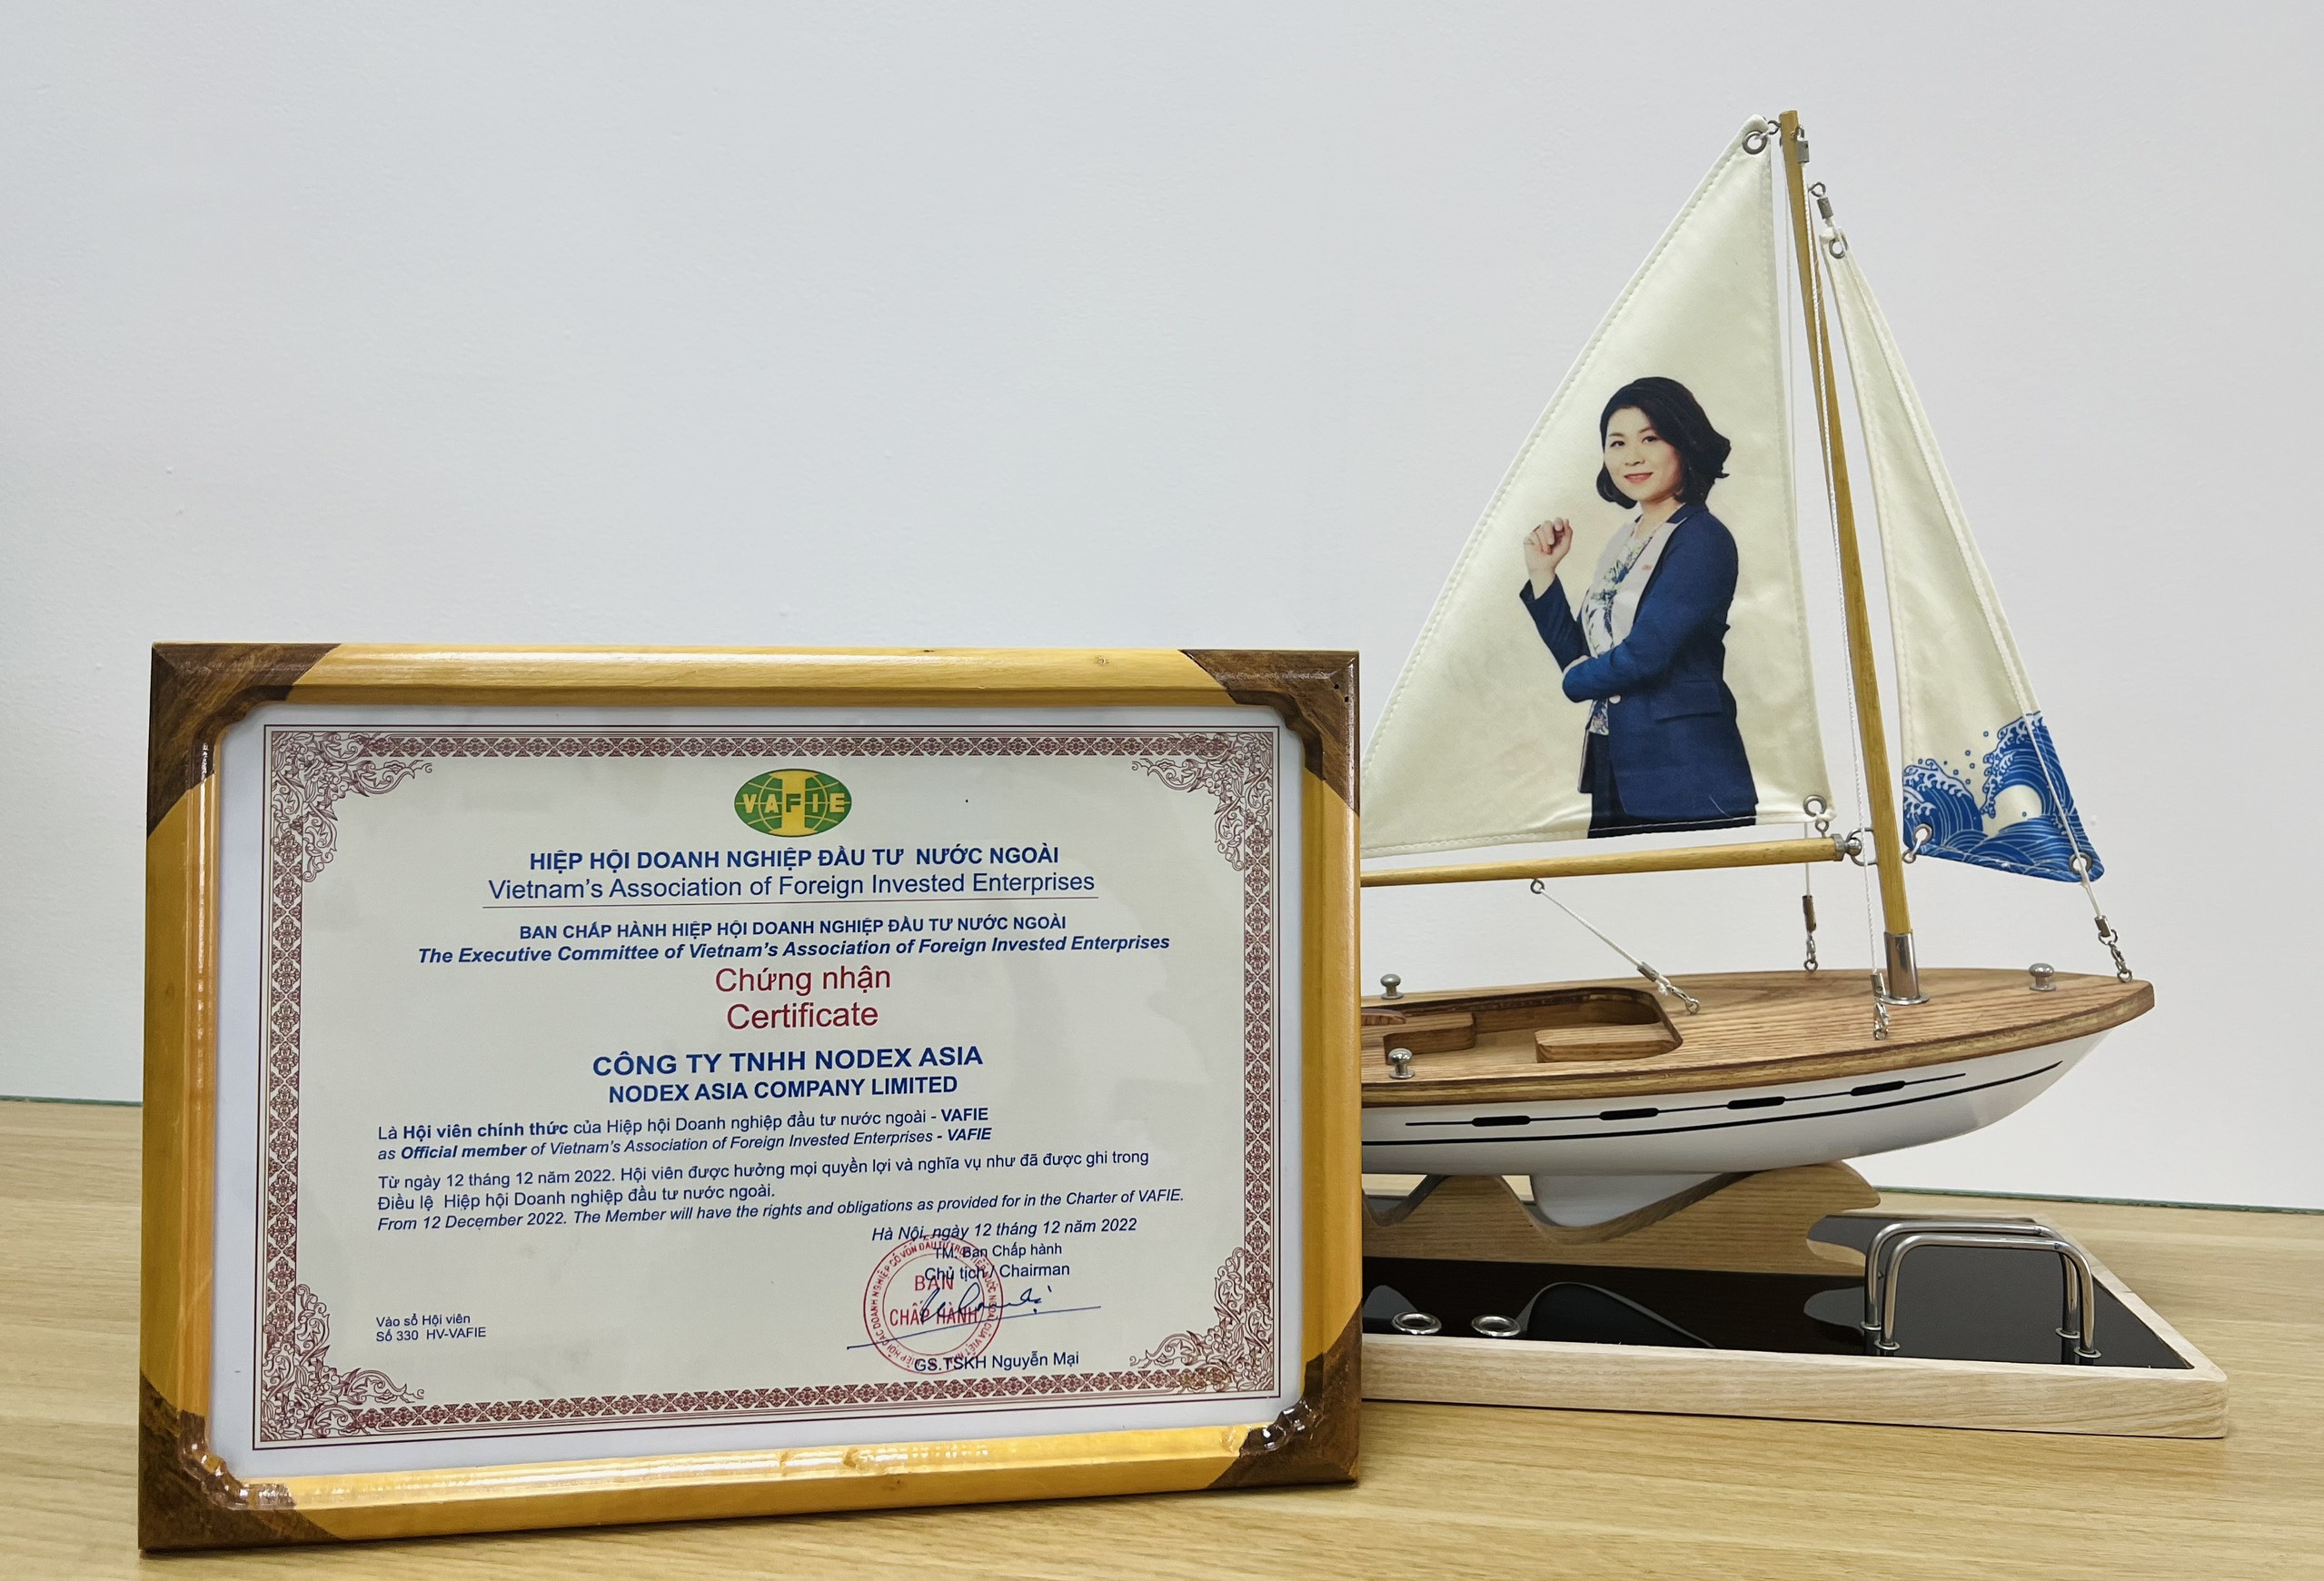 VAFIE
HIỆP HỘI DOANH NGHIỆP ĐẦU TƯ NƯỚC NGOÀI
Vietnam's Association of Foreign Invested Enterprises
BAN CHẤP HÀNH HIỆP HỘI DOANH NGHIỆP ĐẦU TƯ NƯỚC NGOÀI
The Executive Committee of Vietnam's Association of Foreign Invested Enterprises
Chứng nhận
Certificate
CÔNG TY TNHH NODEX ASIA
NODEX ASIA COMPANY LIMITED
Là Hội viên chính thức của Hiệp hội Doanh nghiệp đầu tư nước ngoài - VAFIE
as Official member of Vietnam's Association of Foreign Invested Enterprises - VAFIE
Từ ngày 12 tháng 12 năm 2022. Hội viên được hưởng mọi quyền lợi và nghĩa vụ như đã được ghi trong
Điều lệ Hiệp hội Doanh nghiệp đầu tư nước ngoài.
From 12 December 2022. The Member will have the rights and obligations as provided for in the Charter of VAFIE.
Hà Nội, ngày 12 tháng 12 năm 2022
TM. Ban Chấp hành
Chủ tịch / Chairman
BAN
CHẤP HÀNH
GS.TSKH Nguyễn Mại
Vào sổ Hội viên
Số 330 HV-VAFIE